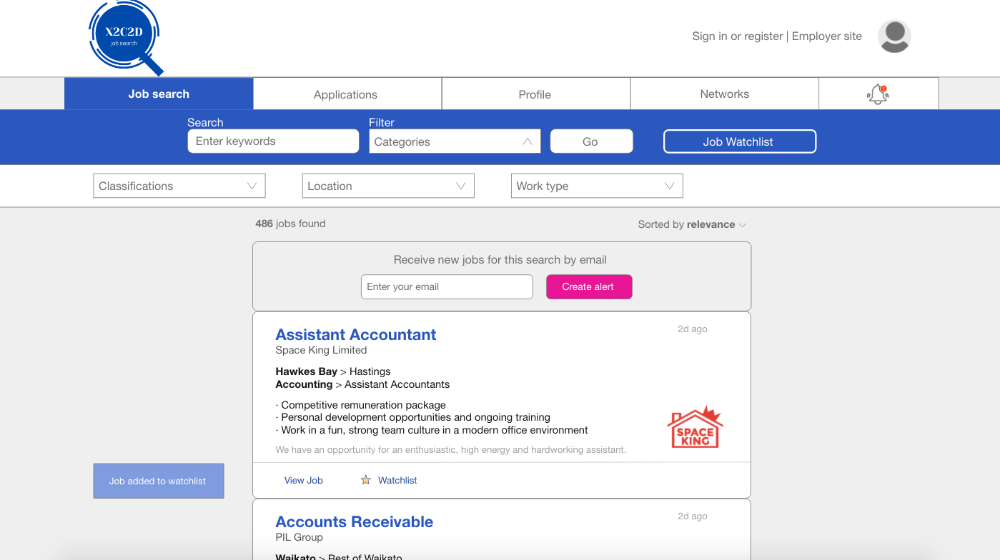 X2C2D
job search
Sign in or register | Employer site
Job search
Applications
Profile
Networks
1
Search
Filter
Enter keywords
Categories
Go
Job Watchlist
Classifications
Location
Work type
486 jobs found
Sorted by relevance
Receive new jobs for this search by email
Enter your email
Create alert
Assistant Accountant
2d ago
Space King Limited
Hawkes Bay > Hastings
Accounting > Assistant Accountants
· Competitive remuneration package
· Personal development opportunities and ongoing training
· Work in a fun, strong team culture in a modern office environment
SPACE
KING
We have an opportunity for an enthusiastic, high energy and hardworking assistant.
View Job
Watchlist
Job added to watchlist
Accounts Receivable
2d ago
PIL Group
Waikato > Rest of Waikato